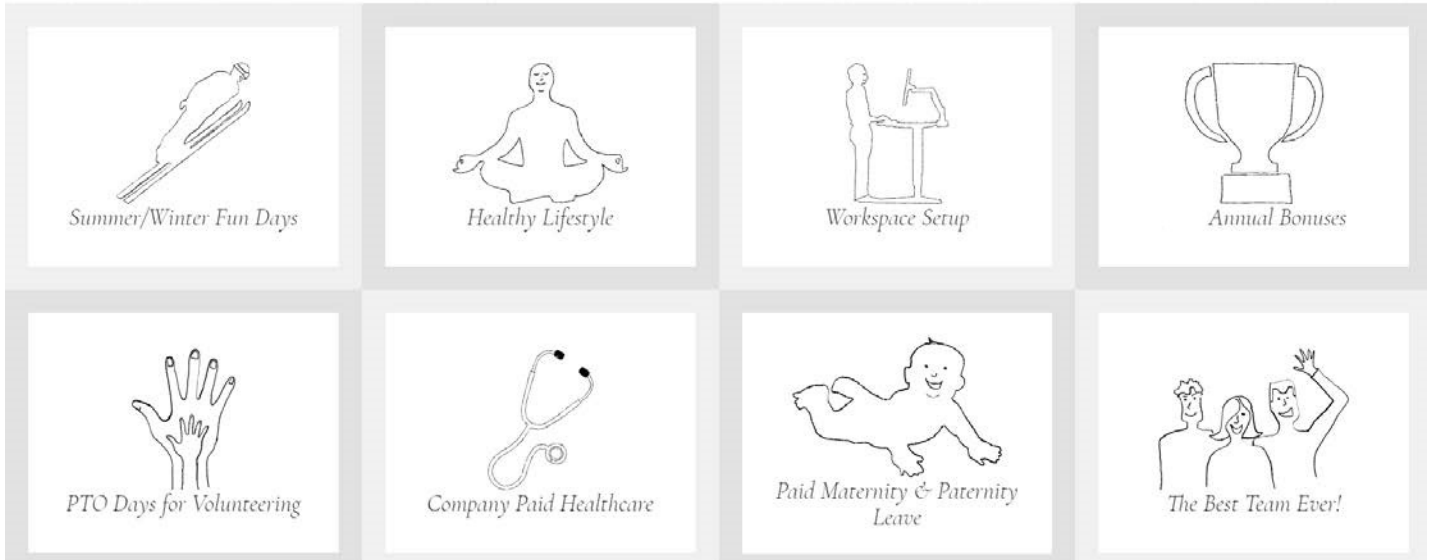 Summer/Winter Fun Days
Healthy Lifestyle
Workspace Setup
Annual Bonuses
PTO Days for Volunteering
Company Paid Healthcare
Paid Maternity & Paternity
Leave
The Best Team Ever!